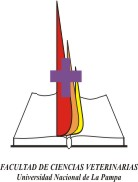 FACULTAD DE CIENCIAS VETERINARIAS
Universidad Nacional de La Pampa